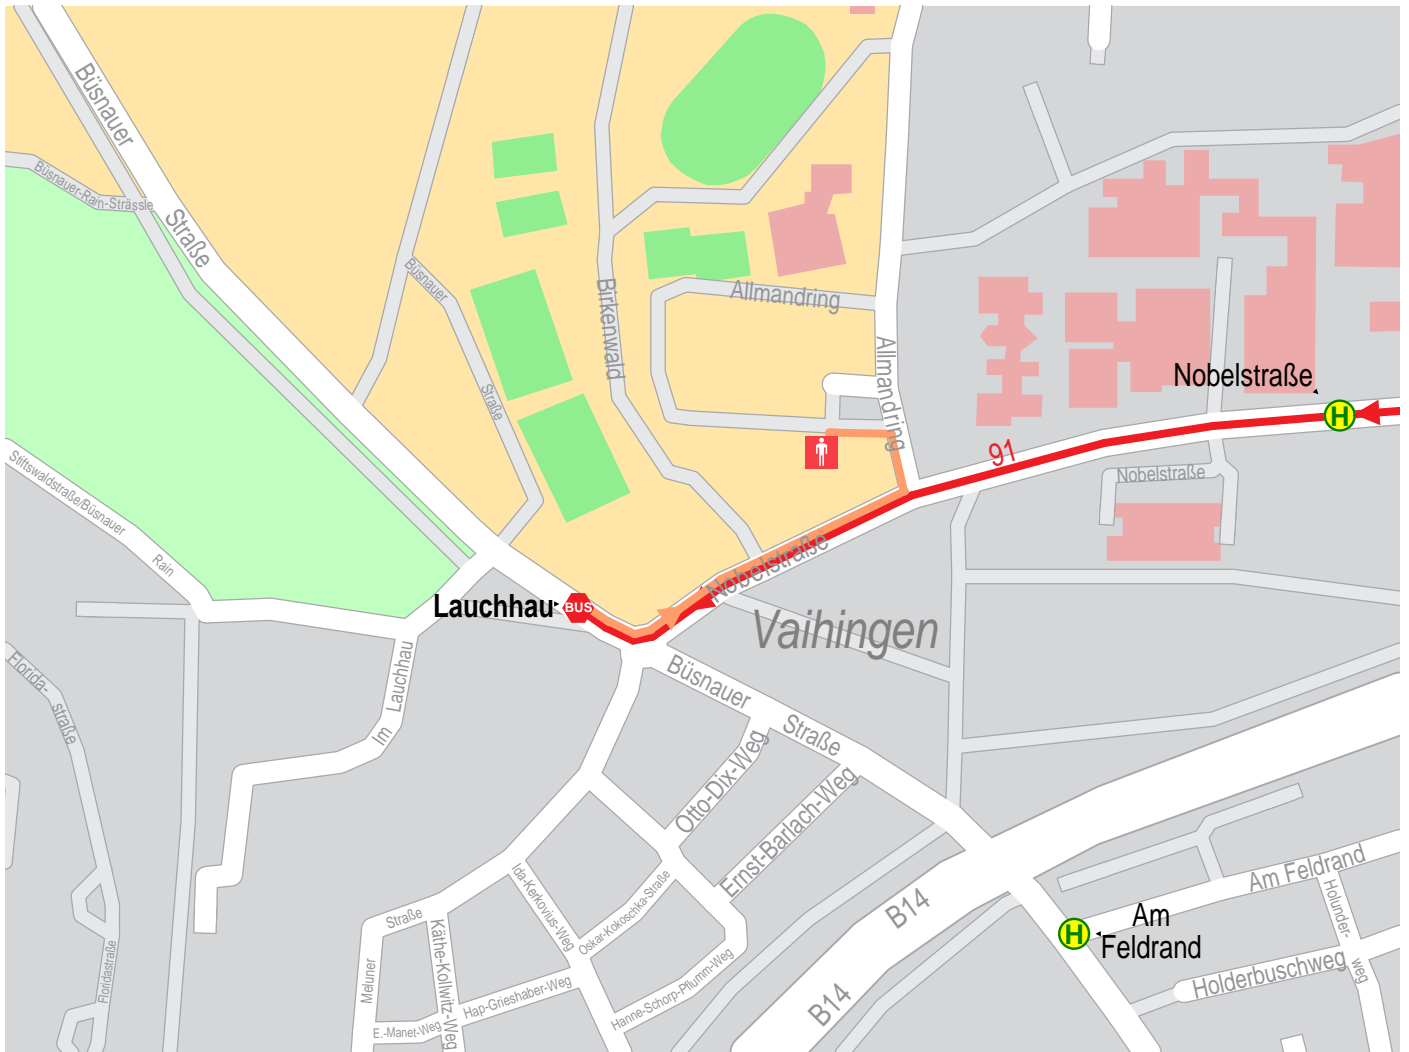 Büsnauer
Straße
Büsnauer-Rain-Strässle
Büsnauer
Straße
Birkenwald
Allmandring
Allmandring
Nobelstraße
H
91
Nobelstraße
Stiftswaldstraße/Büsnauer
Rain
Nobelstraße
Lauchhau
BUS
Vaihingen
Im
Lauchhau
Florida-
straße
Büsnauer
Straße
Otto-Dix-Weg
Ernst-Barlach-Weg
Ida-Kerkovius-Weg
Oskar-Kokoschka-Straße
Straße
Meluner
Käthe-Kollwitz-Weg
Hap-Grieshaber-Weg
E.-Manet-Weg
Hanne-Schorp-Pflumm-Weg
Floridastraße
B14
B14
H
Am
Feldrand
Am Feldrand
Holunder-
weg
Holderbuschweg